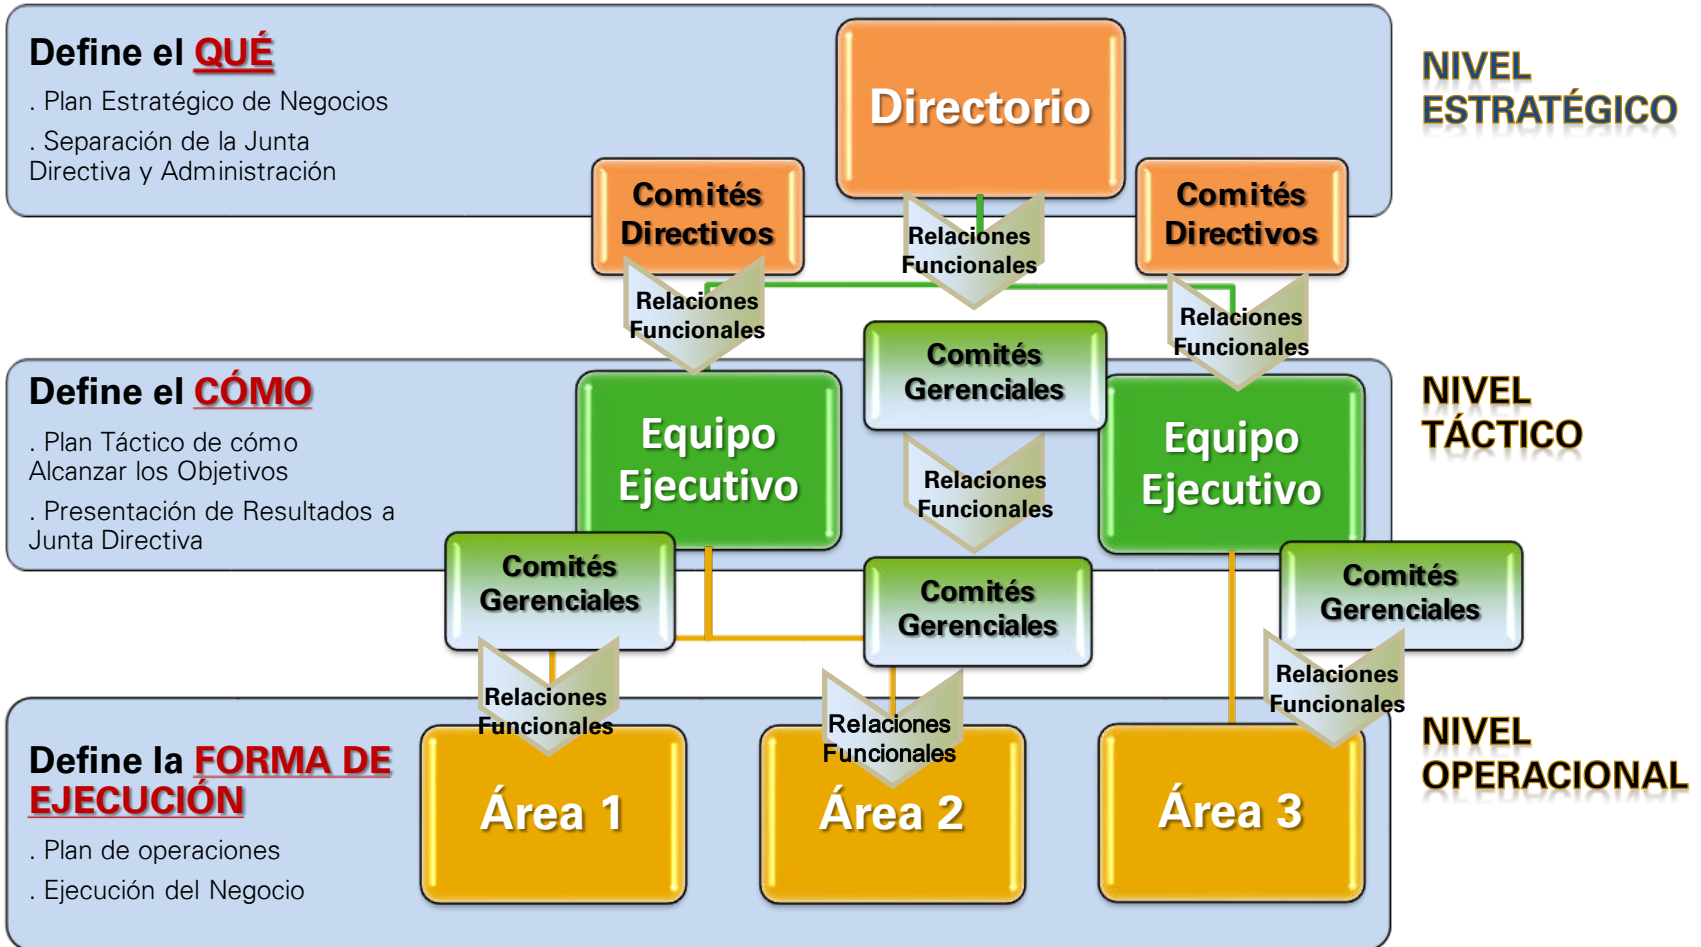 Define el QUÉ
. Plan Estratégico de Negocios
. Separación de la Junta
Directiva y Administración
Directorio
NIVEL
ESTRATÉGICO
Comités
Directivos
Comités
Directivos
Relaciones
Funcionales
Relaciones
Funcionales
Relaciones
Funcionales
Define el CÓMO
. Plan Táctico de cómo
Alcanzar los Objetivos
. Presentación de Resultados a
Junta Directiva
Comités
Gerenciales
Equipo
Ejecutivo
Equipo
Ejecutivo
NIVEL
TÁCTICO
Relaciones
Funcionales
Comités
Gerenciales
Comités
Gerenciales
Comités
Gerenciales
Relaciones
Funcionales
Relaciones
Funcionales
Relaciones
Funcionales
Define la FORMA DE
EJECUCIÓN
. Plan de operaciones
. Ejecución del Negocio
Área 1
Área 2
Área 3
NIVEL
OPERACIONAL